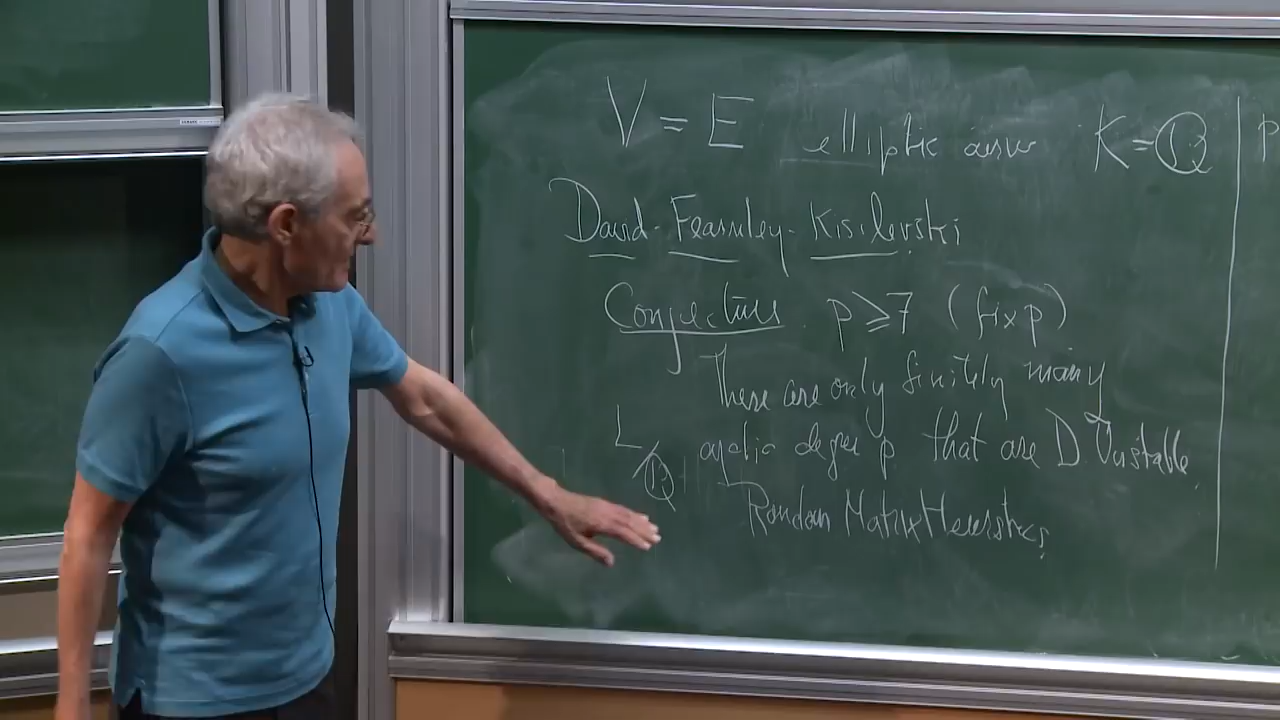 V = E elliptic curve K=ℚ | P
David-Fearnley-Kisilevski
Conjecture. p ≥ 7 (fix p)
There are only finitely many
L/ℚ cyclic degree p that are D Unstable
Random Matrix Heuristics